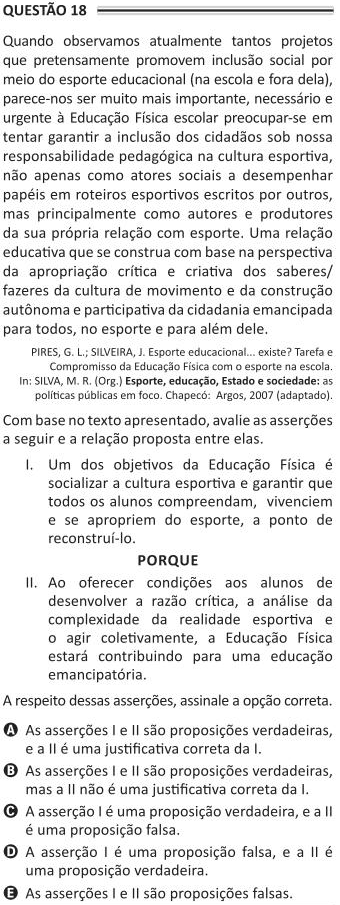 QUESTÃO 18
Quando observamos atualmente tantos projetos
que pretensamente promovem inclusão social por
meio do esporte educacional (na escola e fora dela),
parece-nos ser muito mais importante, necessário e
urgente à Educação Física escolar preocupar-se em
tentar garantir a inclusão dos cidadãos sob nossa
responsabilidade pedagógica na cultura esportiva,
não apenas como atores sociais a desempenhar
papéis em roteiros esportivos escritos por outros,
mas principalmente como autores e produtores
da sua própria relação com esporte. Uma relação
educativa que se construa com base na perspectiva
da apropriação crítica e criativa dos saberes/
fazeres da cultura de movimento e da construção
autônoma e participativa da cidadania emancipada
para todos, no esporte e para além dele.
PIRES, G. L.; SILVEIRA, J. Esporte educacional... existe? Tarefa e
Compromisso da Educação Física com o esporte na escola.
In: SILVA, M. R. (Org.) Esporte, educação, Estado e sociedade: as
políticas públicas em foco. Chapecó: Argos, 2007 (adaptado).
Com base no texto apresentado, avalie as asserções
a seguir e a relação proposta entre elas.
I. Um dos objetivos da Educação Física é
socializar a cultura esportiva e garantir que
todos os alunos compreendam, vivenciem
e se apropriem do esporte, a ponto de
reconstruí-lo.
PORQUE
II. Ao oferecer condições aos alunos de
desenvolver a razão crítica, a análise da
complexidade da realidade esportiva e
o agir coletivamente, a Educação Física
estará contribuindo para uma educação
emancipatória.
A respeito dessas asserções, assinale a opção correta.
A As asserções I e II são proposições verdadeiras,
e a II é uma justificativa correta da I.
B As asserções I e II são proposições verdadeiras,
mas a II não é uma justificativa correta da I.
C A asserção I é uma proposição verdadeira, e a II
é uma proposição falsa.
D A asserção I é uma proposição falsa, e a II é
uma proposição verdadeira.
E As asserções I e II são proposições falsas.